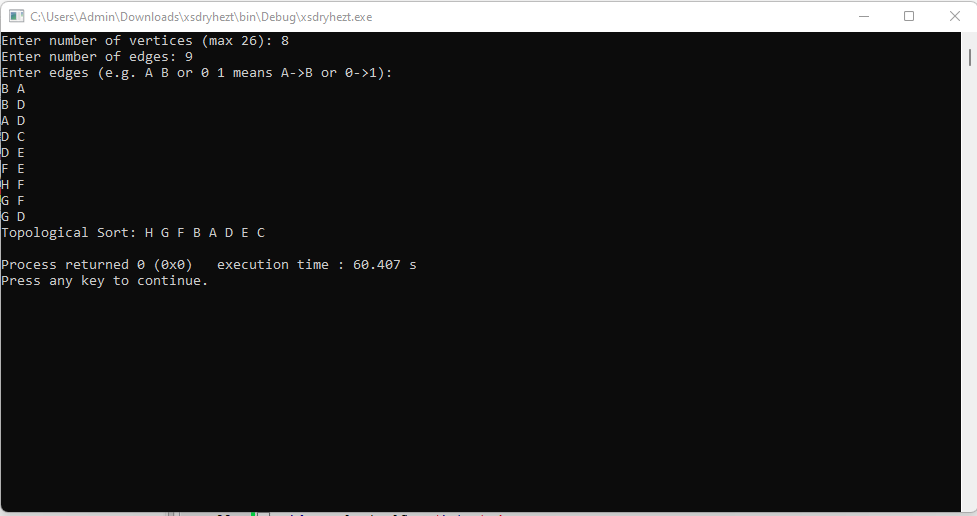 C:\Users\Admin\Downloads\xsdryhezt\bin\Debug\xsdryhezt.exe
Enter number of vertices (max 26): 8
Enter number of edges: 9
Enter edges (e.g. A B or 0 1 means A->B or 0->1):
B A
B D
A D
D C
D E
F E
H F
G F
G D
Topological Sort: H G F B A D E C
Process returned 0 (0x0)   execution time : 60.407 s
Press any key to continue.